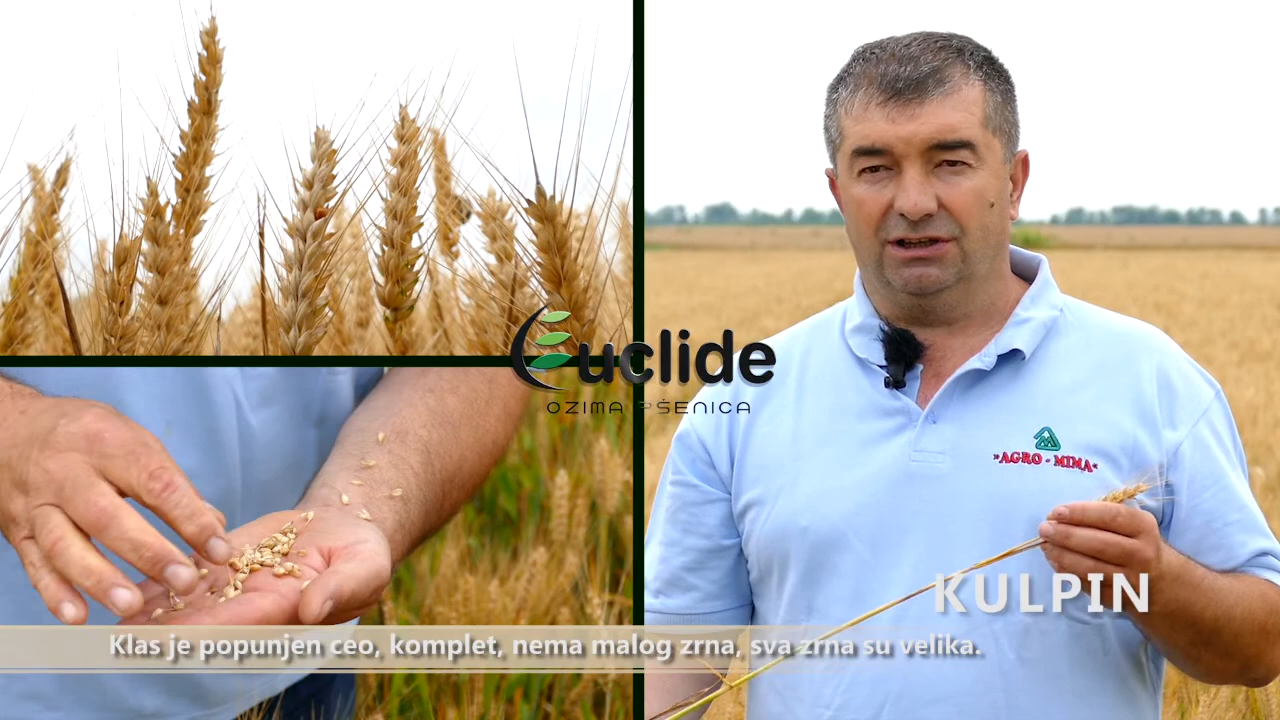 Euclide
OZIMA PŠENICA
"AGRO - MIMA"
KULPIN
Klas je popunjen ceo, komplet, nema malog zrna, sva zrna su velika.